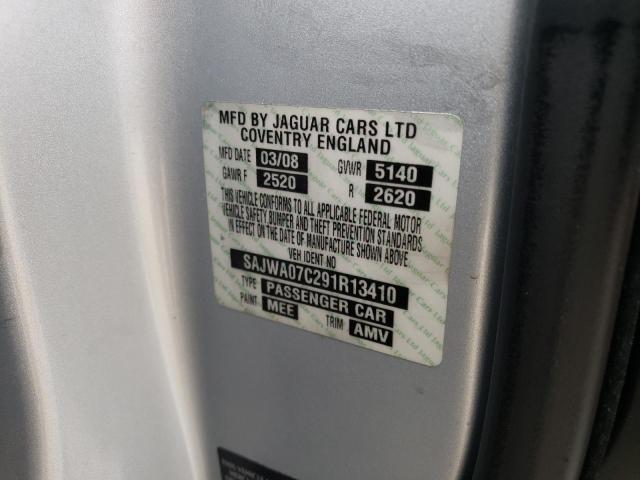 MFD BY JAGUAR CARS LTD
COVENTRY ENGLAND
MFD DATE 03/08 GVWR 5140
GAWR F 2520 R 2620
THIS VEHICLE CONFORMS TO ALL APPLICABLE FEDERAL MOTOR
VEHICLE SAFETY BUMPER AND THEFT PREVENTION STANDARDS
IN EFFECT ON THE DATE OF MANUFACTURE SHOWN ABOVE.
VEH IDENT NO
SAJWA07C291R13410
TYPE PASSENGER CAR
PAINT MEE TRIM AMV